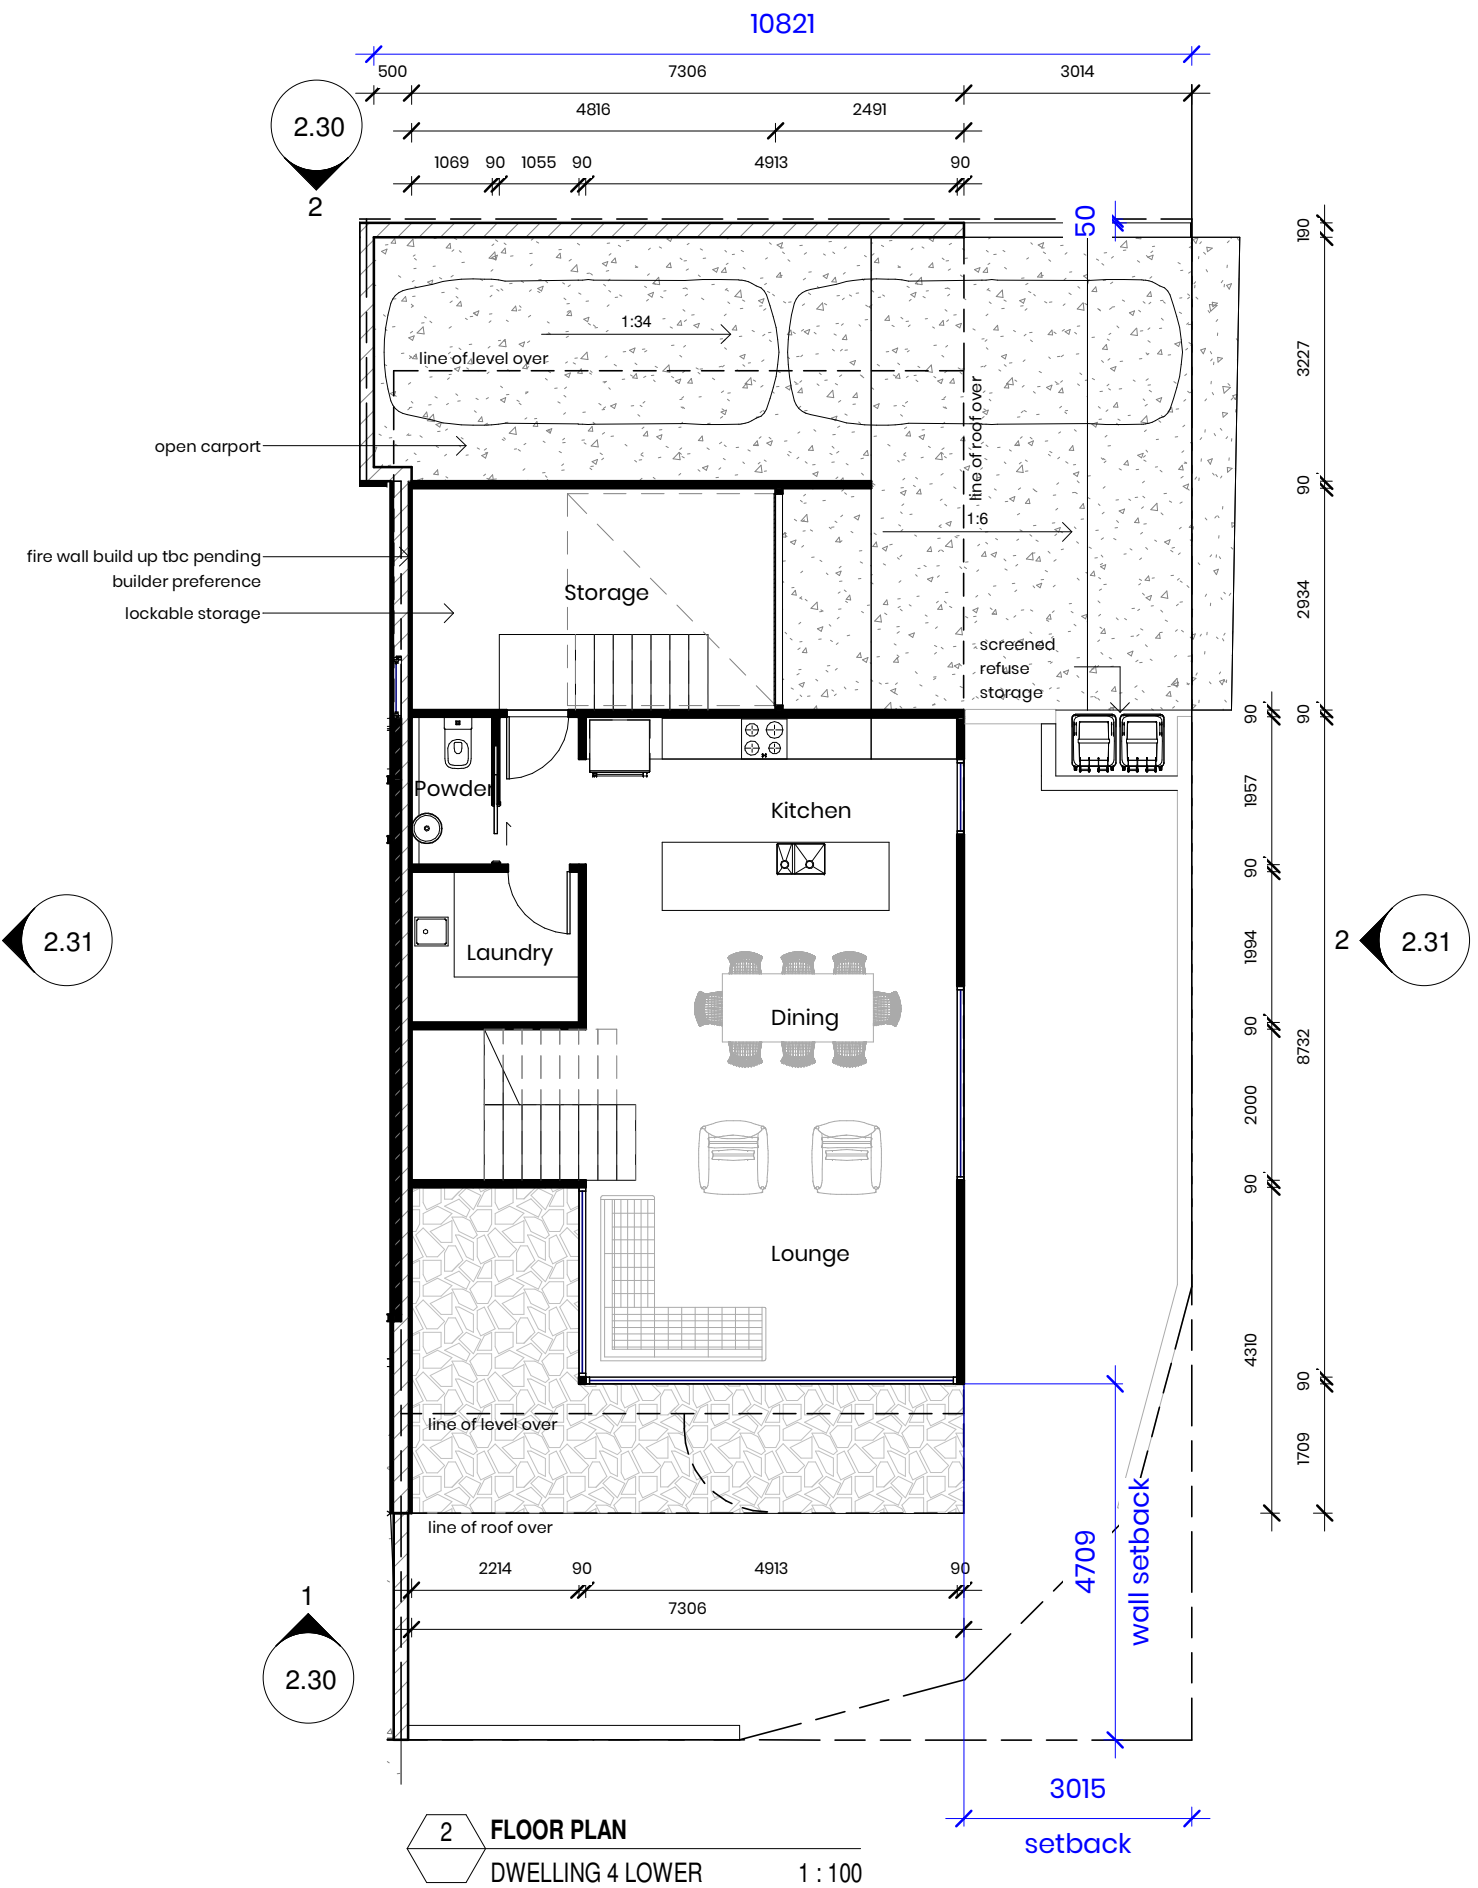 10821
500
7306
3014
4816
2491
1069
90
1055
90
4913
90
2.30
2
50
190
1:34
line of level over
3227
line of roof over
open carport
90
1:6
fire wall build up tbc pending
builder preference
lockable storage
Storage
2934
screened
refuse
storage
90
90
Powder
Kitchen
1957
90
2.31
Laundry
1994
2
2.31
Dining
90
8732
2000
90
Lounge
4310
90
line of level over
1709
line of roof over
wall setback
4709
2214
90
4913
90
7306
1
2.30
3015
setback
2
FLOOR PLAN
DWELLING 4 LOWER
1 : 100